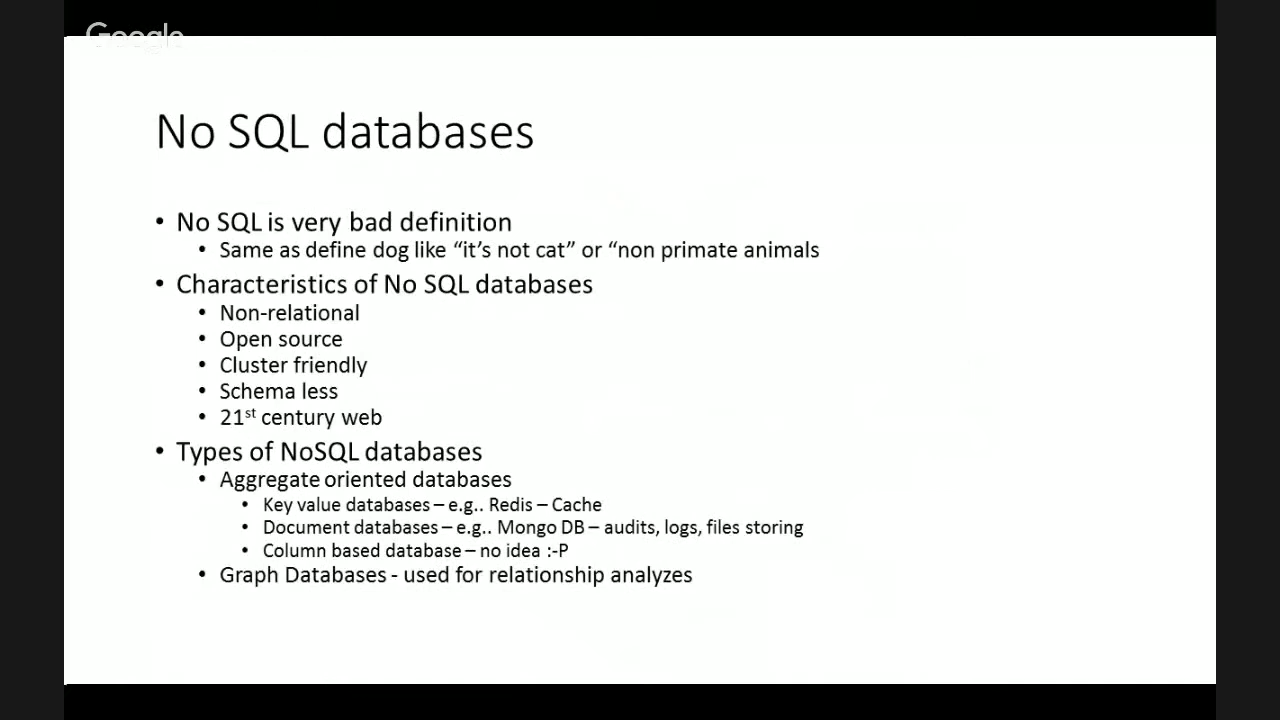 Google
No SQL databases
• No SQL is very bad definition
• Same as define dog like “it’s not cat” or “non primate animals
• Characteristics of No SQL databases
• Non-relational
• Open source
• Cluster friendly
• Schema less
• 21st century web
• Types of NoSQL databases
• Aggregate oriented databases
• Key value databases – e.g.. Redis – Cache
• Document databases – e.g.. Mongo DB – audits, logs, files storing
• Column based database – no idea :-P
• Graph Databases - used for relationship analyzes